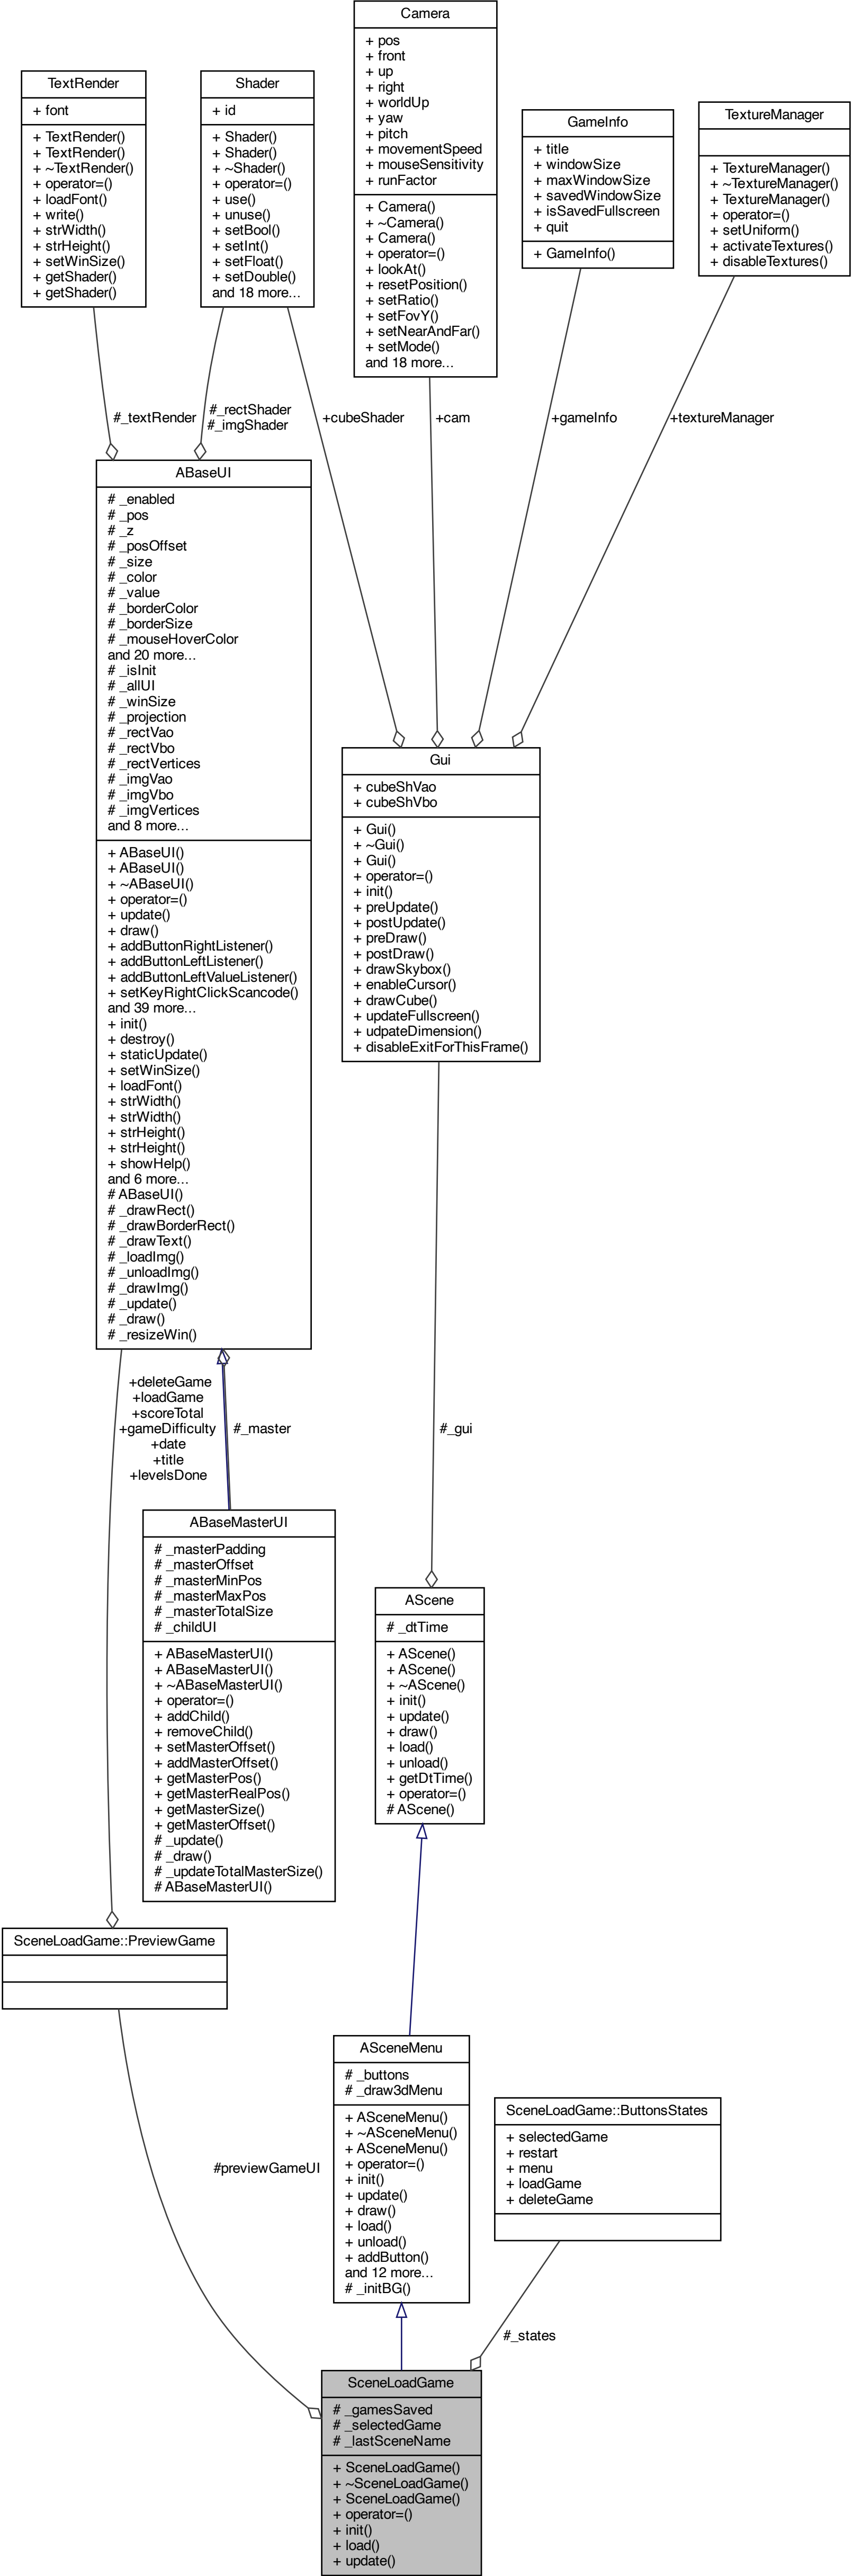 Camera
+ pos
+ front
+ up
+ right
+ worldUp
+ yaw
+ pitch
+ movementSpeed
+ mouseSensitivity
+ runFactor
+ Camera()
+ ~Camera()
+ Camera()
+ operator=()
+ lookAt()
+ resetPosition()
+ setRatio()
+ setFovY()
+ setNearAndFar()
+ setMode()
and 18 more...
TextRender
+ font
+ TextRender()
+ TextRender()
+ ~TextRender()
+ operator=()
+ loadFont()
+ write()
+ strWidth()
+ strHeight()
+ setWinSize()
+ getShader()
+ getShader()
Shader
+ id
+ Shader()
+ Shader()
+ ~Shader()
+ operator=()
+ use()
+ unuse()
+ setBool()
+ setInt()
+ setFloat()
+ setDouble()
and 18 more...
GameInfo
+ title
+ windowSize
+ maxWindowSize
+ savedWindowSize
+ isSavedFullscreen
+ quit
+ GameInfo()
TextureManager
+ TextureManager()
+ ~TextureManager()
+ TextureManager()
+ operator=()
+ setUniform()
+ activateTextures()
+ disableTextures()
#_textRender
#_rectShader
#_imgShader
+cubeShader
+cam
+gameInfo
+textureManager
ABaseUI
# _enabled
# _pos
# _z
# _posOffset
# _size
# _color
# _value
# _borderColor
# _borderSize
# _mouseHoverColor
and 20 more...
# _isInit
# _allUI
# _winSize
# _projection
# _rectVao
# _rectVbo
# _rectVertices
# _imgVao
# _imgVbo
# _imgVertices
and 8 more...
+ ABaseUI()
+ ABaseUI()
+ ~ABaseUI()
+ operator=()
+ update()
+ draw()
+ addButtonRightListener()
+ addButtonLeftListener()
+ addButtonLeftValueListener()
+ setKeyRightClickScancode()
and 39 more...
+ init()
+ destroy()
+ staticUpdate()
+ setWinSize()
+ loadFont()
+ strWidth()
+ strWidth()
+ strHeight()
+ strHeight()
+ showHelp()
and 6 more...
# ABaseUI()
# _drawRect()
# _drawBorderRect()
# _drawText()
# _loadImg()
# _unloadImg()
# _drawImg()
# _update()
# _draw()
# _resizeWin()
Gui
+ cubeShVao
+ cubeShVbo
+ Gui()
+ ~Gui()
+ Gui()
+ operator=()
+ init()
+ preUpdate()
+ postUpdate()
+ preDraw()
+ postDraw()
+ drawSkybox()
+ enableCursor()
+ drawCube()
+ updateFullscreen()
+ udpateDimension()
+ disableExitForThisFrame()
+deleteGame
+loadGame
+scoreTotal
+gameDifficulty
+date
+title
+levelsDone
#_master
#_gui
ABaseMasterUI
# _masterPadding
# _masterOffset
# _masterMinPos
# _masterMaxPos
# _masterTotalSize
# _childUI
+ ABaseMasterUI()
+ ABaseMasterUI()
+ ~ABaseMasterUI()
+ operator=()
+ addChild()
+ removeChild()
+ setMasterOffset()
+ addMasterOffset()
+ getMasterPos()
+ getMasterRealPos()
+ getMasterSize()
+ getMasterOffset()
# _update()
# _draw()
# _updateTotalMasterSize()
# ABaseMasterUI()
AScene
# _dtTime
+ AScene()
+ AScene()
+ ~AScene()
+ init()
+ update()
+ draw()
+ load()
+ unload()
+ getDtTime()
+ operator=()
# AScene()
SceneLoadGame::PreviewGame
ASceneMenu
# _buttons
# _draw3dMenu
+ ASceneMenu()
+ ~ASceneMenu()
+ ASceneMenu()
+ operator=()
+ init()
+ update()
+ draw()
+ load()
+ unload()
+ addButton()
and 12 more...
# _initBG()
SceneLoadGame::ButtonsStates
+ selectedGame
+ restart
+ menu
+ loadGame
+ deleteGame
#previewGameUI
#_states
SceneLoadGame
# _gamesSaved
# _selectedGame
# _lastSceneName
+ SceneLoadGame()
+ ~SceneLoadGame()
+ SceneLoadGame()
+ operator=()
+ init()
+ load()
+ update()